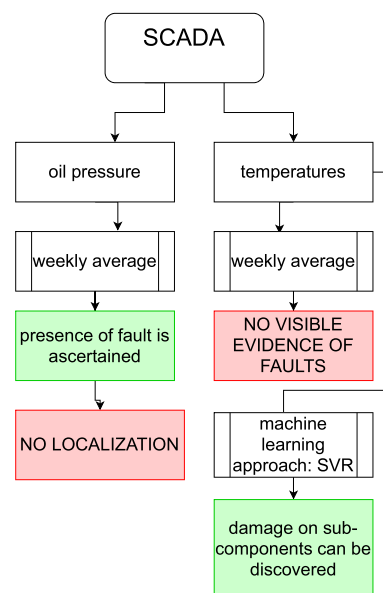 SCADA
oil pressure
temperatures
weekly average
weekly average
presence of fault is
ascertained
NO VISIBLE
EVIDENCE OF
FAULTS
NO LOCALIZATION
machine
learning
approach: SVR
damage on sub-
components can be
discovered